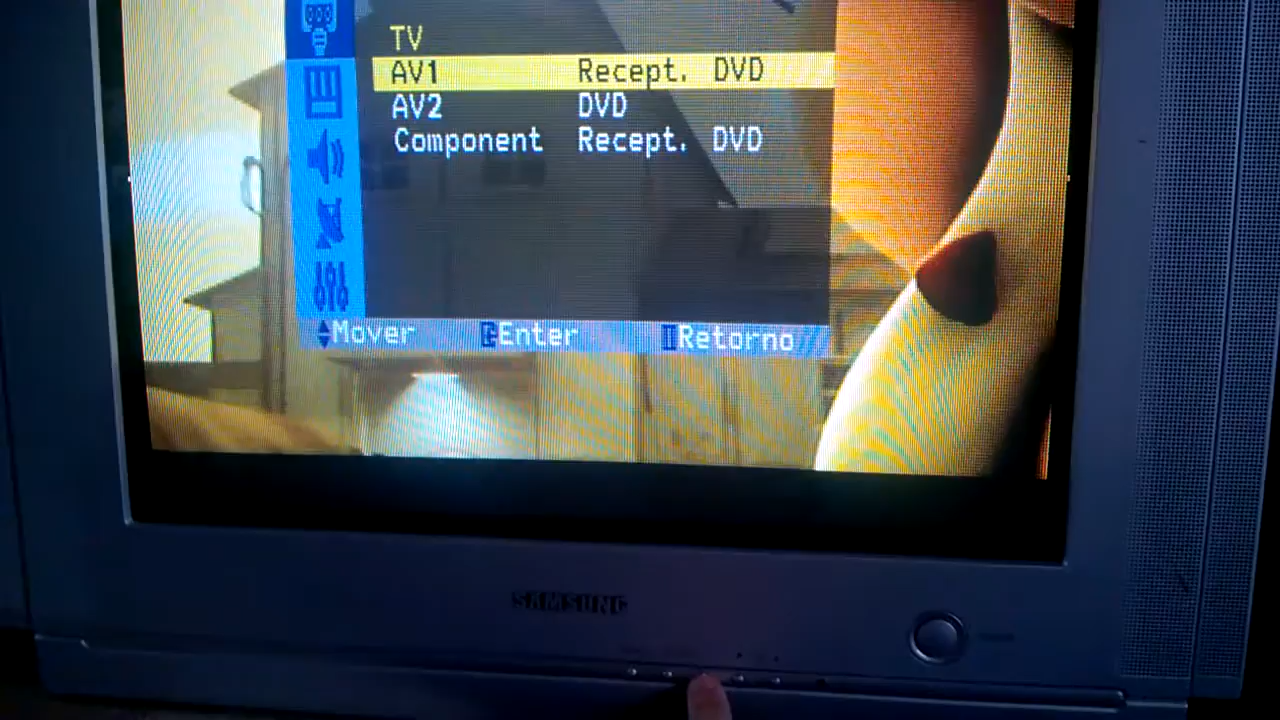 TV
AV1 Recept. DVD
AV2 DVD
Component Recept. DVD
Mover Enter Retorno
SAMSUNG